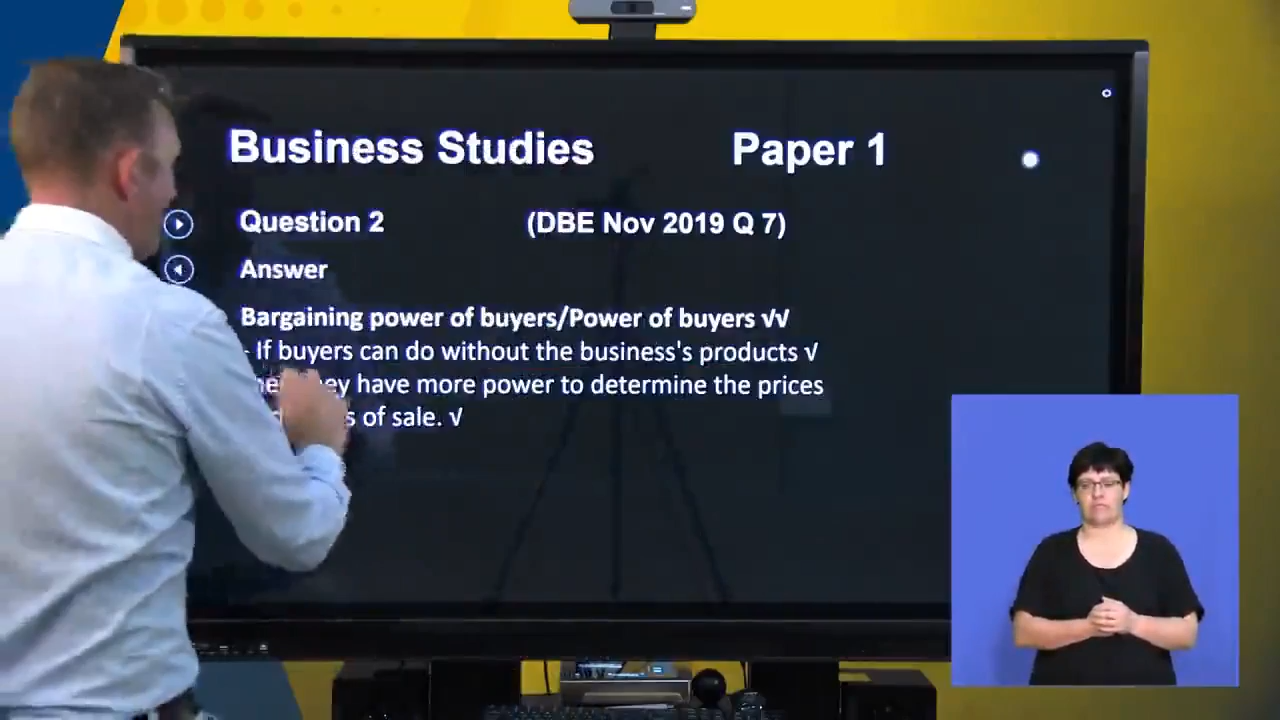 Business Studies Paper 1
Question 2 (DBE Nov 2019 Q 7)
Answer
Bargaining power of buyers/Power of buyers √√
- If buyers can do without the business's products √
have more power to determine the prices
of sale. √